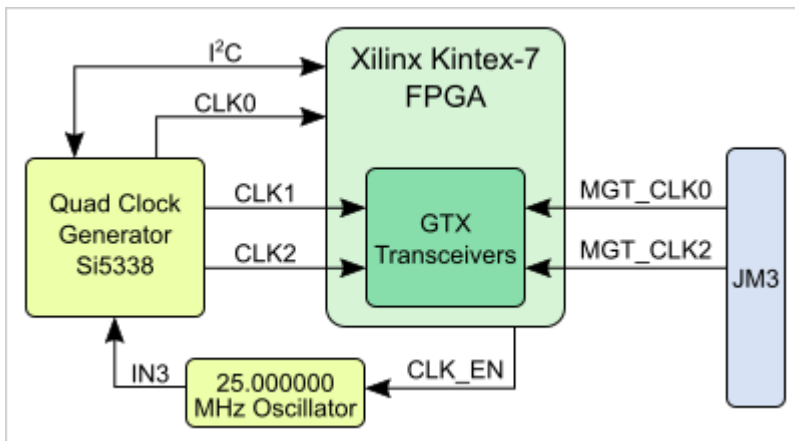 I²C
CLK0
Xilinx Kintex-7
FPGA
Quad Clock
Generator
Si5338
CLK1
CLK2
GTX
Transceivers
MGT_CLK0
MGT_CLK2
JM3
IN3
25.000000
MHz Oscillator
CLK_EN